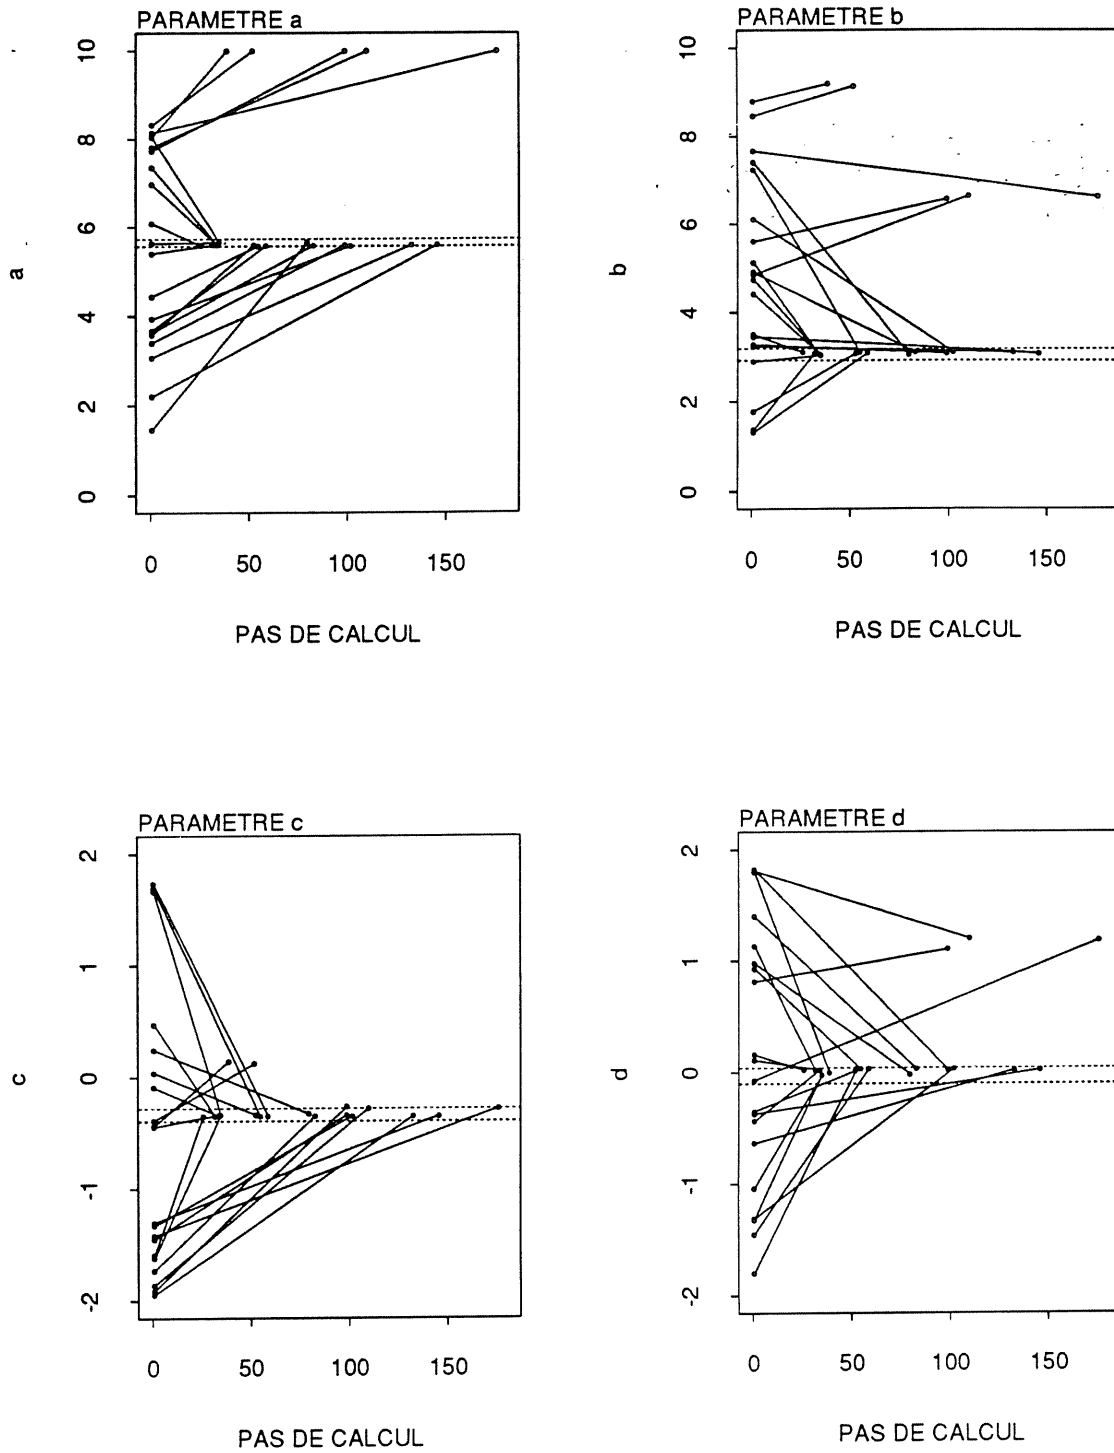 PARAMETRE a
10
8
6
4
2
0
a
0 50 100 150
PAS DE CALCUL
PARAMETRE b
10
8
6
4
2
0
b
0 50 100 150
PAS DE CALCUL
PARAMETRE c
2
1
0
-1
-2
c
0 50 100 150
PAS DE CALCUL
PARAMETRE d
2
1
0
-1
-2
d
0 50 100 150
PAS DE CALCUL